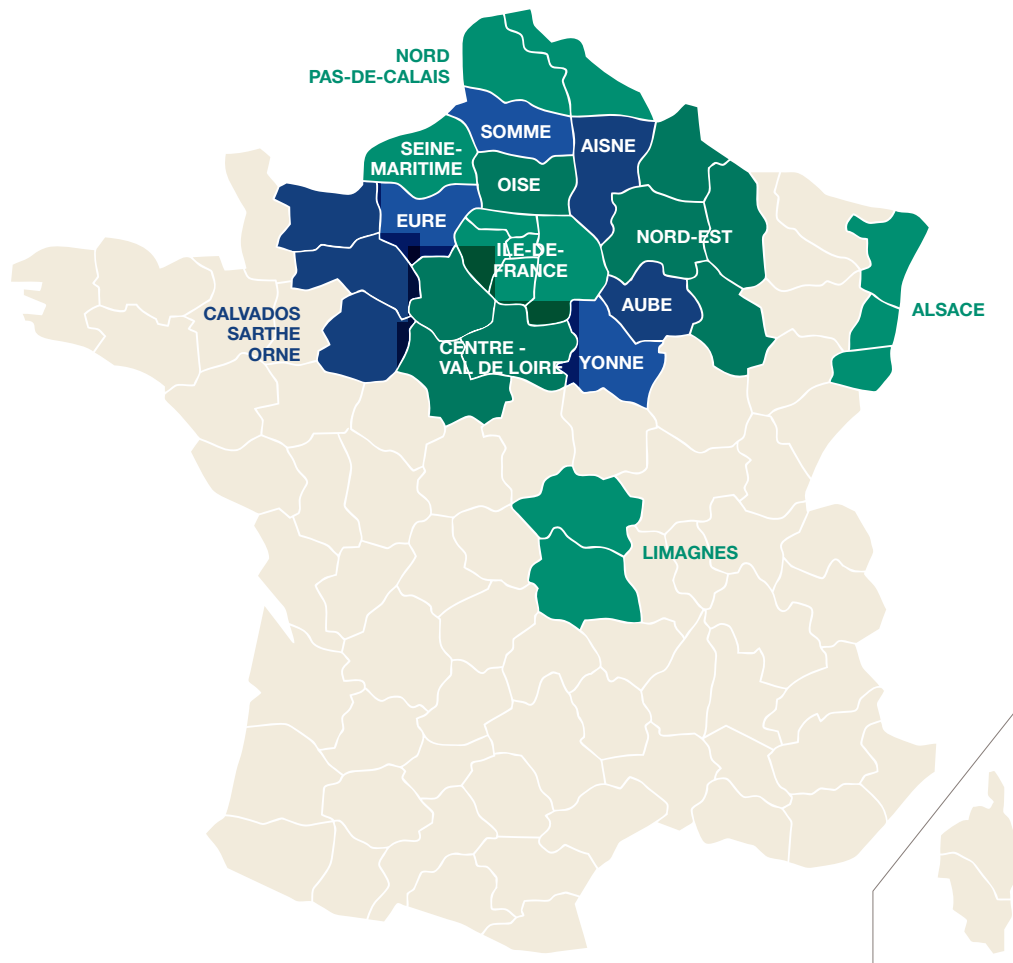 NORD
PAS-DE-CALAIS
SOMME
AISNE
SEINE-
MARITIME
OISE
EURE
NORD-EST
ILE-DE-
FRANCE
AUBE
ALSACE
CALVADOS
SARTHE
ORNE
CENTRE -
VAL DE LOIRE
YONNE
LIMAGNES